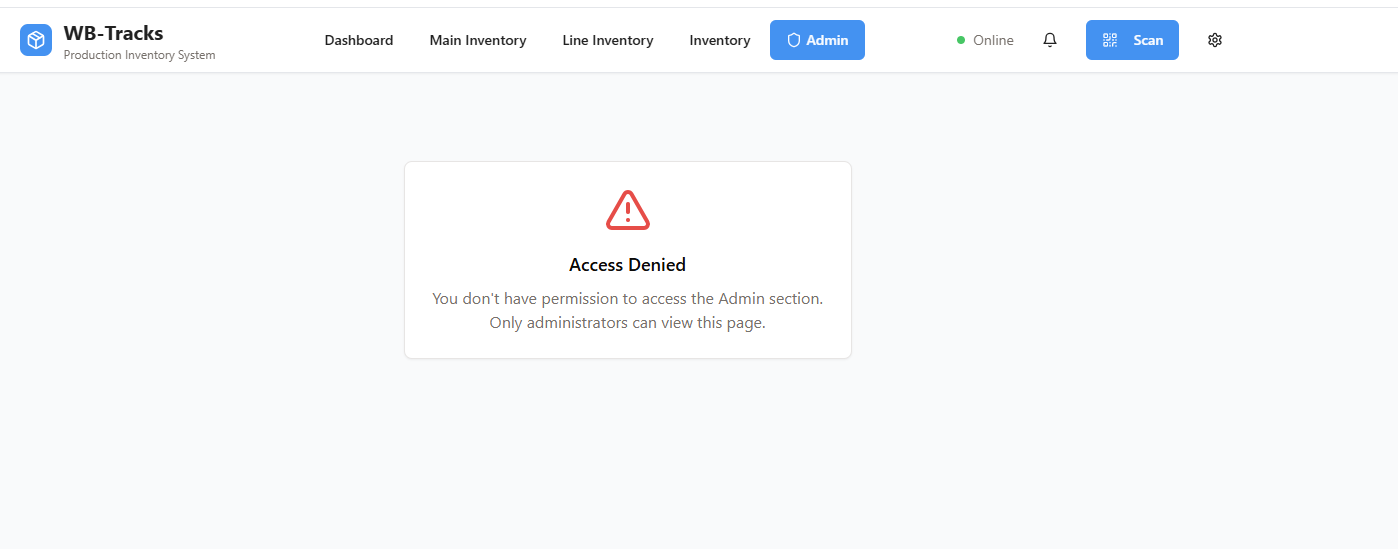 WB-Tracks
Production Inventory System
Dashboard
Main Inventory
Line Inventory
Inventory
Admin
Online
Scan
Access Denied
You don't have permission to access the Admin section.
Only administrators can view this page.